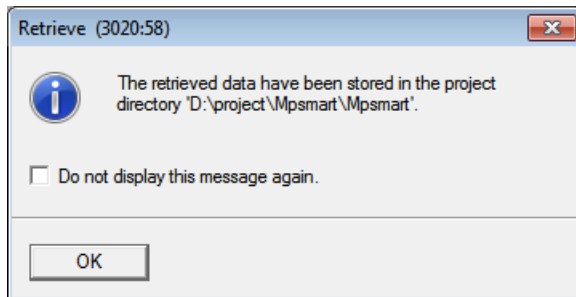 Retrieve (3020:58)
The retrieved data have been stored in the project
directory 'D:\project\Mpsmart\Mpsmart'.
Do not display this message again.
OK